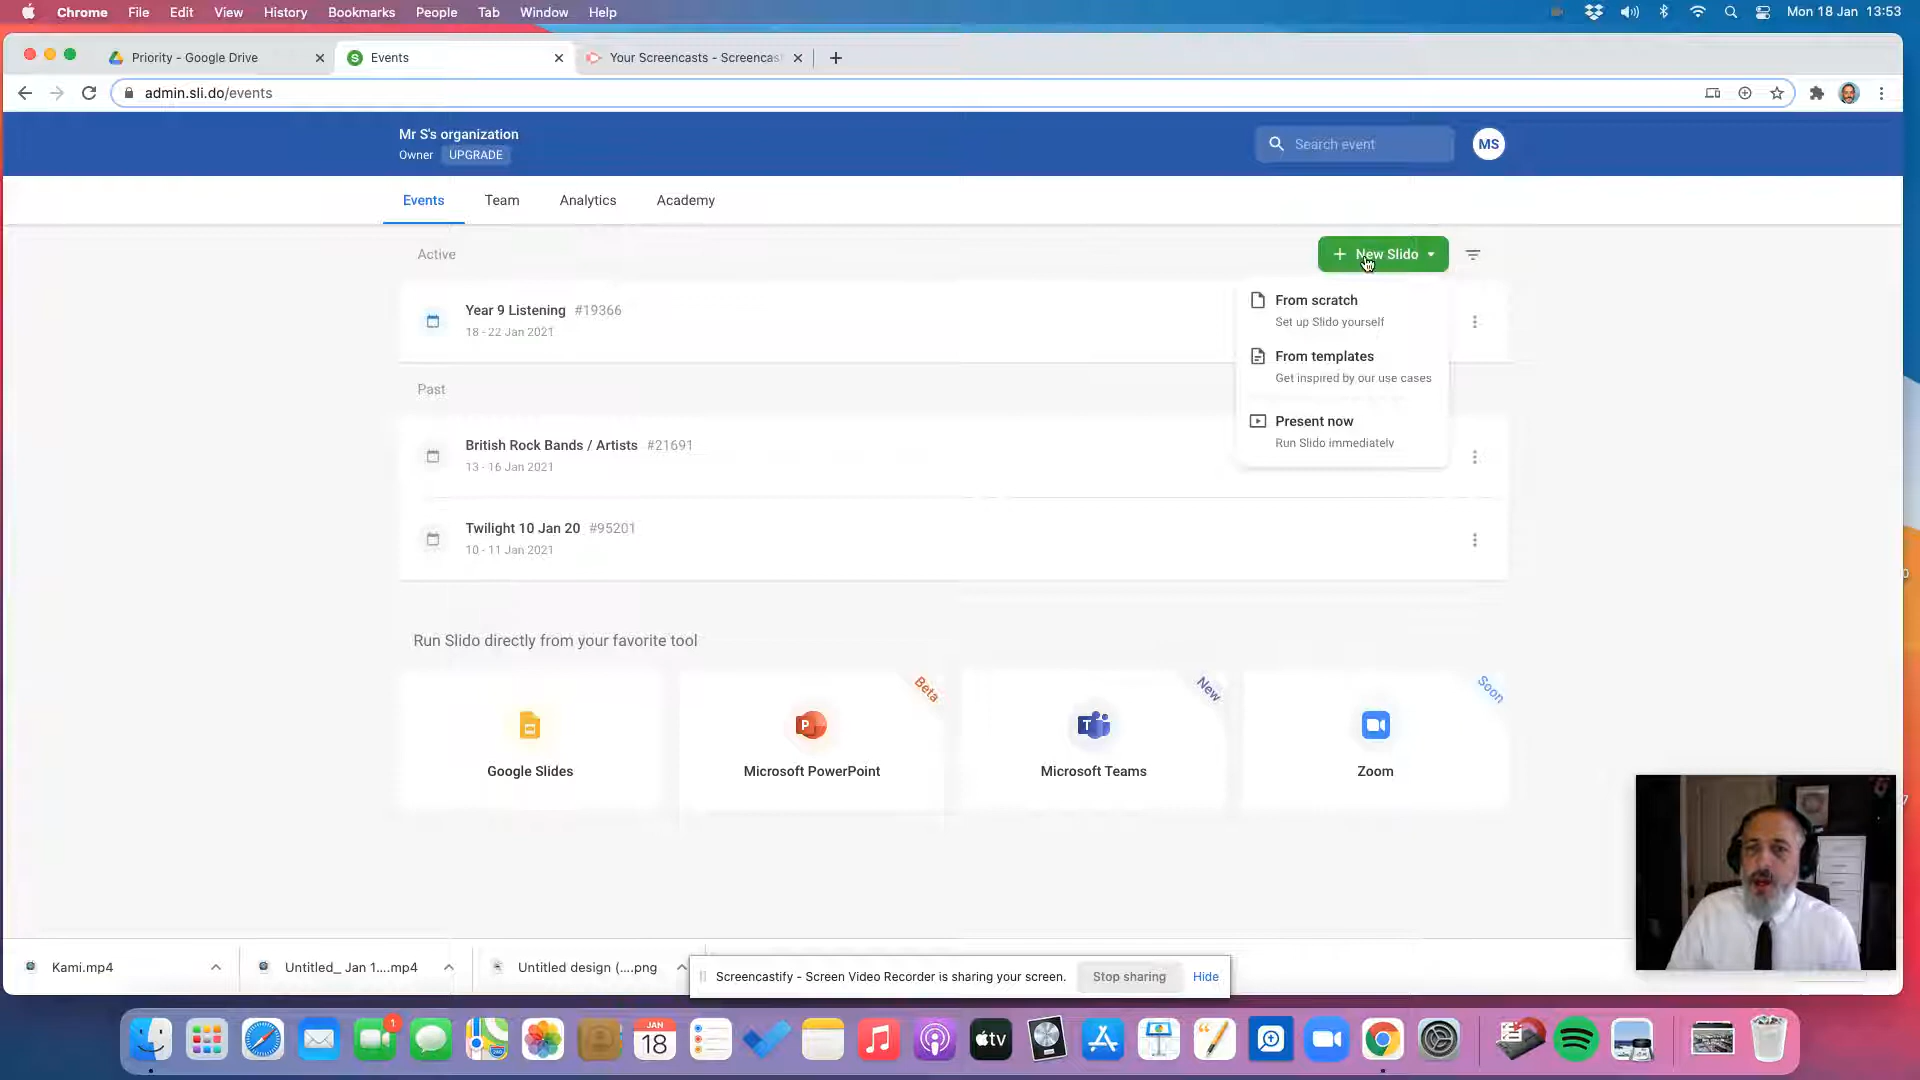 Chrome File Edit View History Bookmarks People Tab Window Help Mon 18 Jan 13:53
Priority - Google Drive Events Your Screencasts - Screencas
admin.sli.do/events
Mr S's organization
Owner UPGRADE
Search event MS
Events Team Analytics Academy
Active
New Slido
Year 9 Listening #19366
18 - 22 Jan 2021
From scratch
Set up Slido yourself
From templates
Get inspired by our use cases
Present now
Run Slido immediately
Past
British Rock Bands / Artists #21691
13 - 16 Jan 2021
Twilight 10 Jan 20 #95201
10 - 11 Jan 2021
Run Slido directly from your favorite tool
Beta
New
Soon
Google Slides Microsoft PowerPoint Microsoft Teams Zoom
Kami.mp4 Untitled_ Jan 1....mp4 Untitled design (....png
Screencastify - Screen Video Recorder is sharing your screen. Stop sharing Hide
JAN
18
1
tv